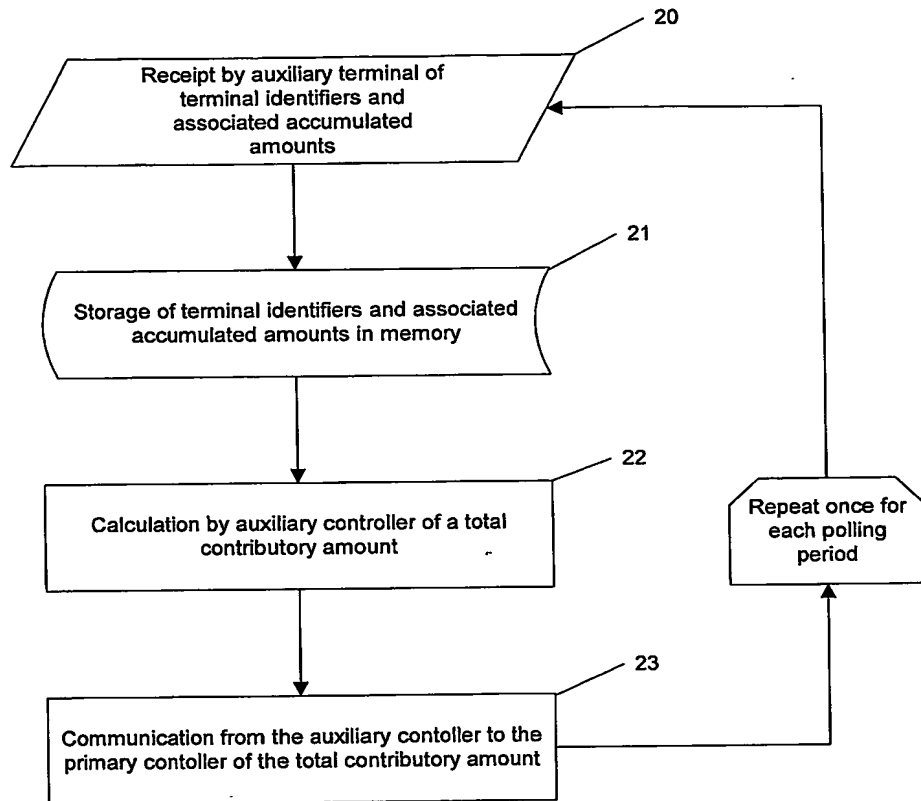 20
Receipt by auxiliary terminal of
terminal identifiers and
associated accumulated
amounts
21
Storage of terminal identifiers and associated
accumulated amounts in memory
22
Calculation by auxiliary controller of a total
contributory amount
Repeat once for
each polling
period
23
Communication from the auxiliary contoller to the
primary contoller of the total contributory amount